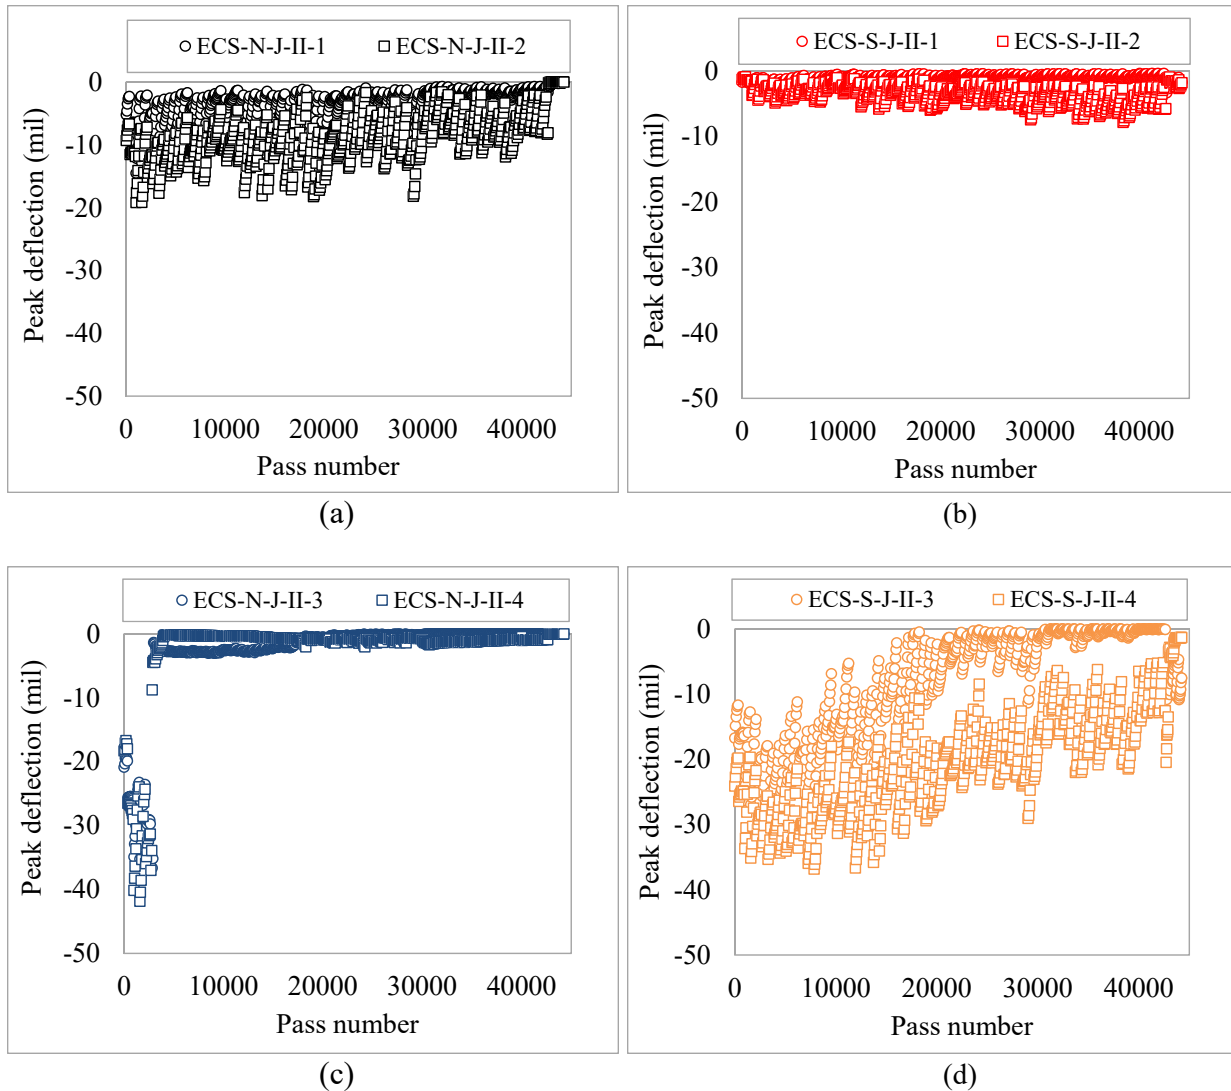 ECS-N-J-II-1 ECS-N-J-II-2
0
-10
-20
-30
-40
-50
Peak deflection (mil)
0 10000 20000 30000 40000
Pass number
(a)
ECS-S-J-II-1 ECS-S-J-II-2
0
-10
-20
-30
-40
-50
Peak deflection (mil)
0 10000 20000 30000 40000
Pass number
(b)
ECS-N-J-II-3 ECS-N-J-II-4
0
-10
-20
-30
-40
-50
Peak deflection (mil)
0 10000 20000 30000 40000
Pass number
(c)
ECS-S-J-II-3 ECS-S-J-II-4
0
-10
-20
-30
-40
-50
Peak deflection (mil)
0 10000 20000 30000 40000
Pass number
(d)